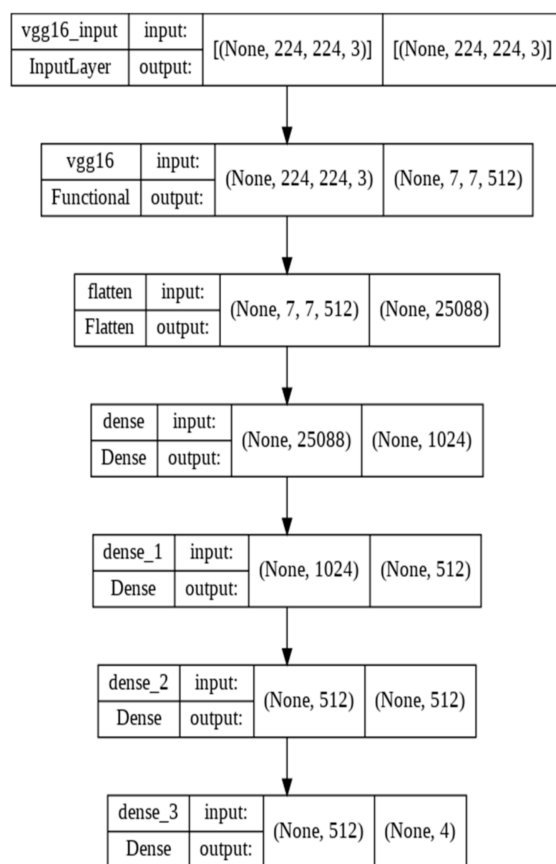 vgg16_input input: [(None, 224, 224, 3)] [(None, 224, 224, 3)]
InputLayer output:
vgg16 input: (None, 224, 224, 3) (None, 7, 7, 512)
Functional output:
flatten input: (None, 7, 7, 512) (None, 25088)
Flatten output:
dense input: (None, 25088) (None, 1024)
Dense output:
dense_1 input: (None, 1024) (None, 512)
Dense output:
dense_2 input: (None, 512) (None, 512)
Dense output:
dense_3 input: (None, 512) (None, 4)
Dense output: